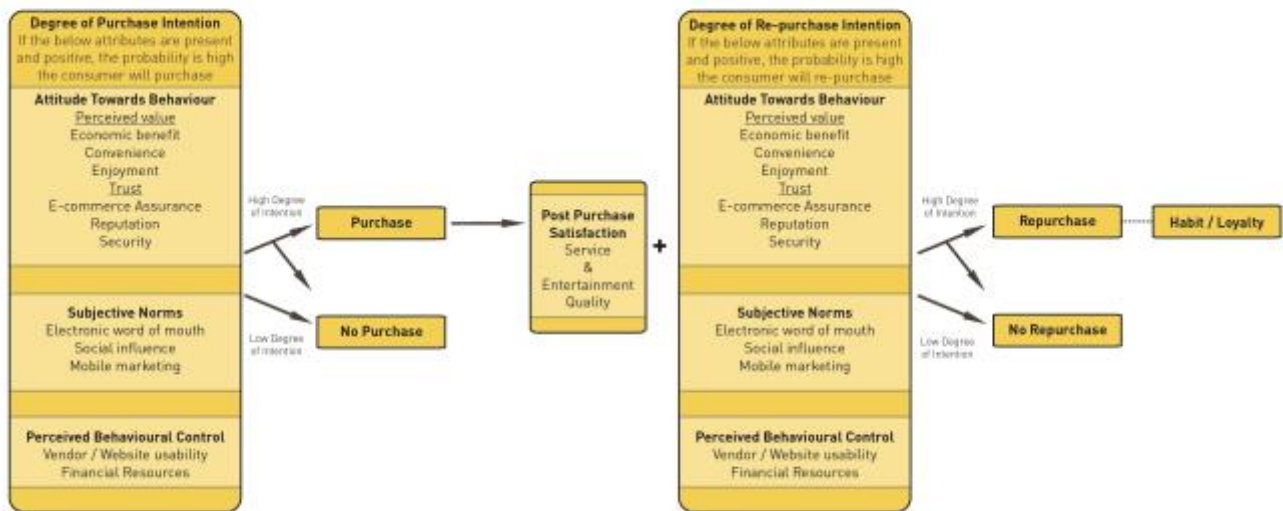 Degree of Purchase Intention
If the below attributes are present
and positive, the probability is high
the consumer will purchase
Attitude Towards Behaviour
Perceived value
Economic benefit
Convenience
Enjoyment
Trust
E-commerce Assurance
Reputation
Security
Subjective Norms
Electronic word of mouth
Social influence
Mobile marketing
Perceived Behavioural Control
Vendor / Website usability
Financial Resources
High Degree
of Intention
Low Degree
of Intention
Purchase
No Purchase
Post Purchase
Satisfaction
Service
&
Entertainment
Quality
+
Degree of Re-purchase Intention
If the below attributes are present
and positive, the probability is high
the consumer will re-purchase
Attitude Towards Behaviour
Perceived value
Economic benefit
Convenience
Enjoyment
Trust
E-commerce Assurance
Reputation
Security
Subjective Norms
Electronic word of mouth
Social influence
Mobile marketing
Perceived Behavioural Control
Vendor / Website usability
Financial Resources
High Degree
of Intention
Low Degree
of Intention
Repurchase
No Repurchase
Habit / Loyalty